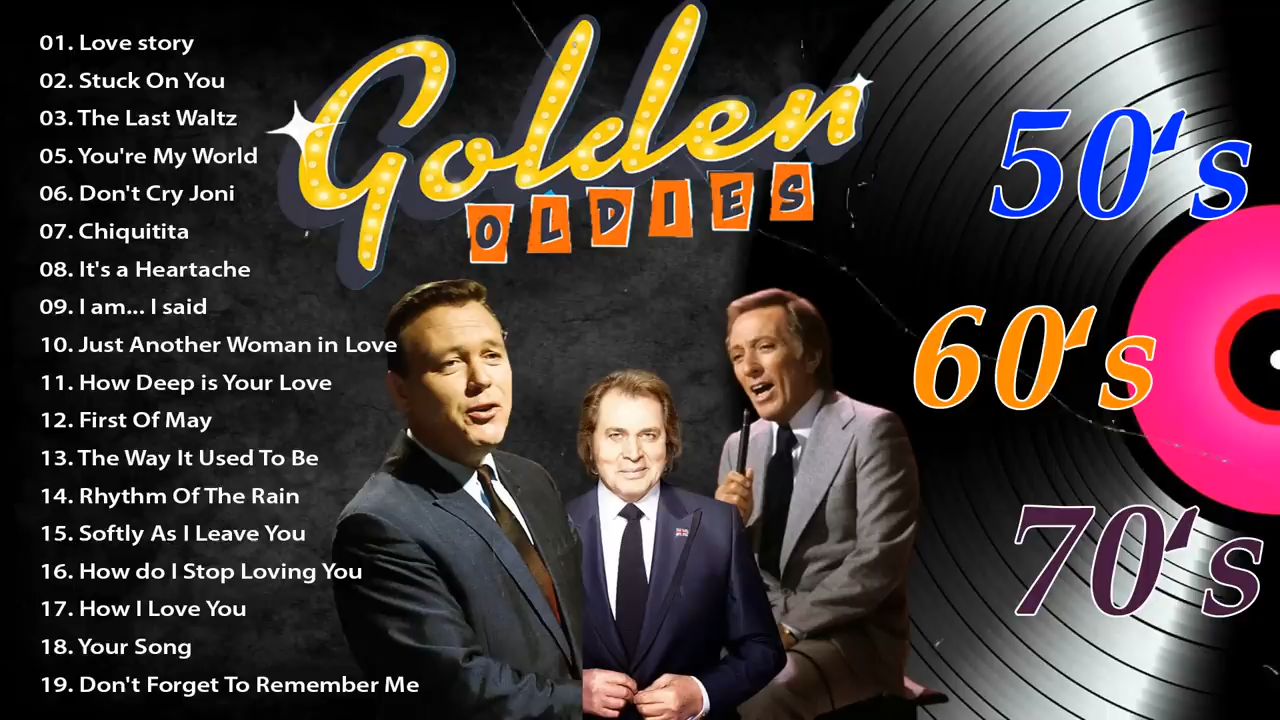 01. Love story
02. Stuck On You
03. The Last Waltz
05. You're My World
06. Don't Cry Joni
07. Chiquitita
08. It's a Heartache
09. I am... I said
10. Just Another Woman in Love
11. How Deep is Your Love
12. First Of May
13. The Way It Used To Be
14. Rhythm Of The Rain
15. Softly As I Leave You
16. How do I Stop Loving You
17. How I Love You
18. Your Song
19. Don't Forget To Remember Me
Golden
OLDIES
50‘s
60‘s
70‘s